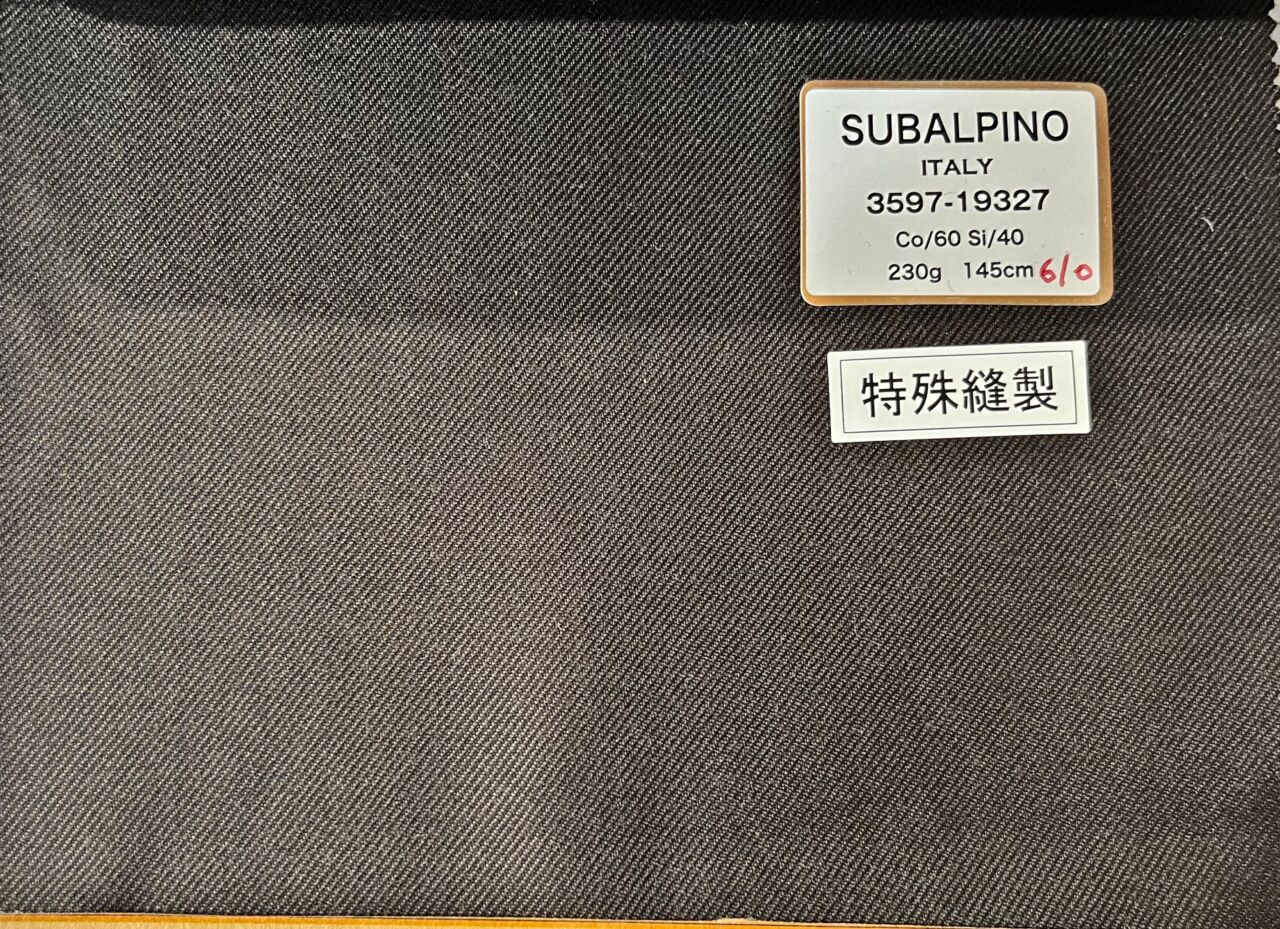 SUBALPINO
ITALY
3597-19327
Co/60 Si/40
230g 145cm 6/0
特殊縫製